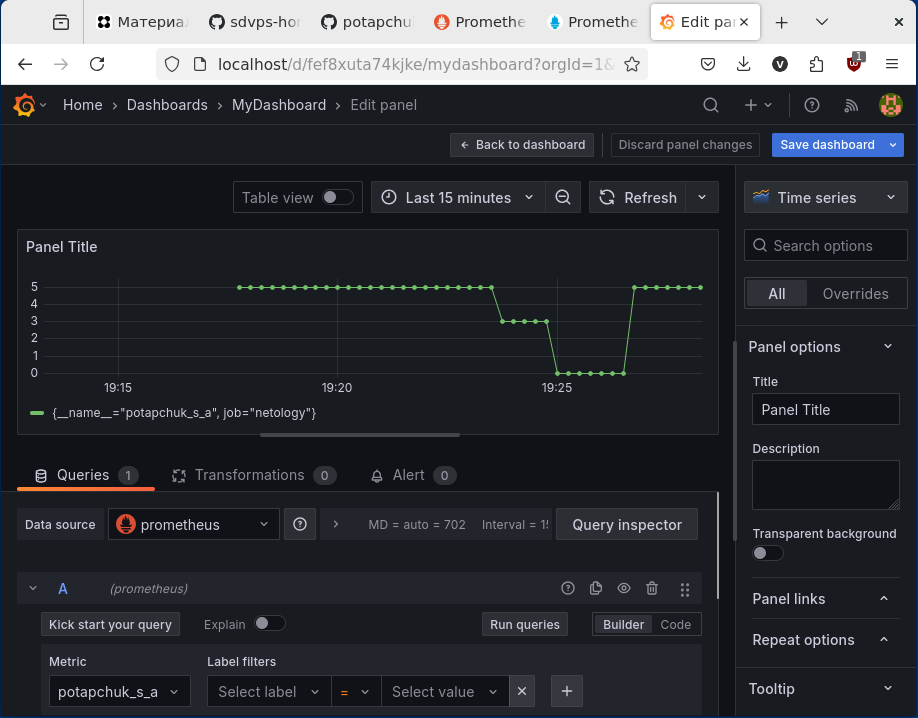 Материа
sdvps-ho
potapchu
Promethe
Promethe
Edit pa
localhost/d/fef8xuta74kjke/mydashboard?orgId=1&
1
Home › Dashboards › MyDashboard › Edit panel
Back to dashboard
Discard panel changes
Save dashboard
Table view
Last 15 minutes
Refresh
Time series
Panel Title
Search options
All
Overrides
5
4
3
2
1
0
19:15
19:20
19:25
{__name__="potapchuk_s_a", job="netology"}
Panel options
Title
Panel Title
Description
Transparent background
Panel links
Repeat options
Tooltip
Queries 1
Transformations 0
Alert 0
Data source
prometheus
MD = auto = 702
Interval = 1
Query inspector
A
(prometheus)
Kick start your query
Explain
Run queries
Builder
Code
Metric
Label filters
potapchuk_s_a
Select label
=
Select value